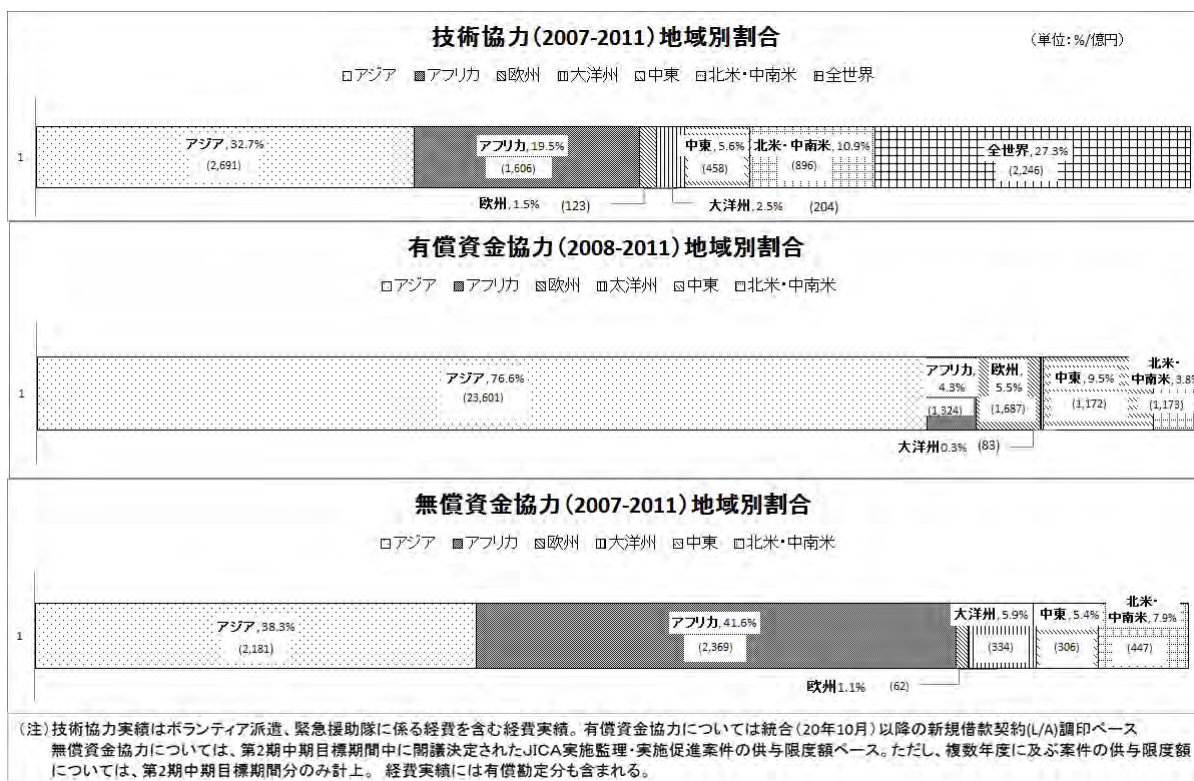 技術協力(2007-2011)地域別割合
(単位:%/億円)
アジア アフリカ 欧州 大洋州 中東 北米・中南米 全世界
1
アジア, 32.7%
(2,691)
アフリカ, 19.5%
(1,606)
中東, 5.6%
(458)
北米・中南米, 10.9%
(896)
全世界, 27.3%
(2,246)
欧州, 1.5% (123)
大洋州, 2.5% (204)
有償資金協力(2008-2011)地域別割合
アジア アフリカ 欧州 大洋州 中東 北米・中南米
1
アジア, 76.6%
(23,601)
アフリカ,
4.3%
(1,324)
欧州,
5.5%
(1,687)
中東, 9.5%
(1,172)
北米・
中南米, 3.8%
(1,173)
大洋州0.3% (83)
無償資金協力(2007-2011)地域別割合
アジア アフリカ 欧州 大洋州 中東 北米・中南米
1
アジア, 38.3%
(2,181)
アフリカ, 41.6%
(2,369)
大洋州, 5.9%
(334)
中東, 5.4%
(306)
北米・
中南米, 7.9%
(447)
欧州1.1% (62)
(注)技術協力実績はボランティア派遣、緊急援助隊に係る経費を含む経費実績。有償資金協力については統合(20年10月)以降の新規借款契約(L/A)調印ベース
無償資金協力については、第2期中期目標期間中に閣議決定されたJICA実施監理・実施促進案件の供与限度額ベース。ただし、複数年度に及ぶ案件の供与限度額
については、第2期中期目標期間分のみ計上。 経費実績には有償勘定分も含まれる。